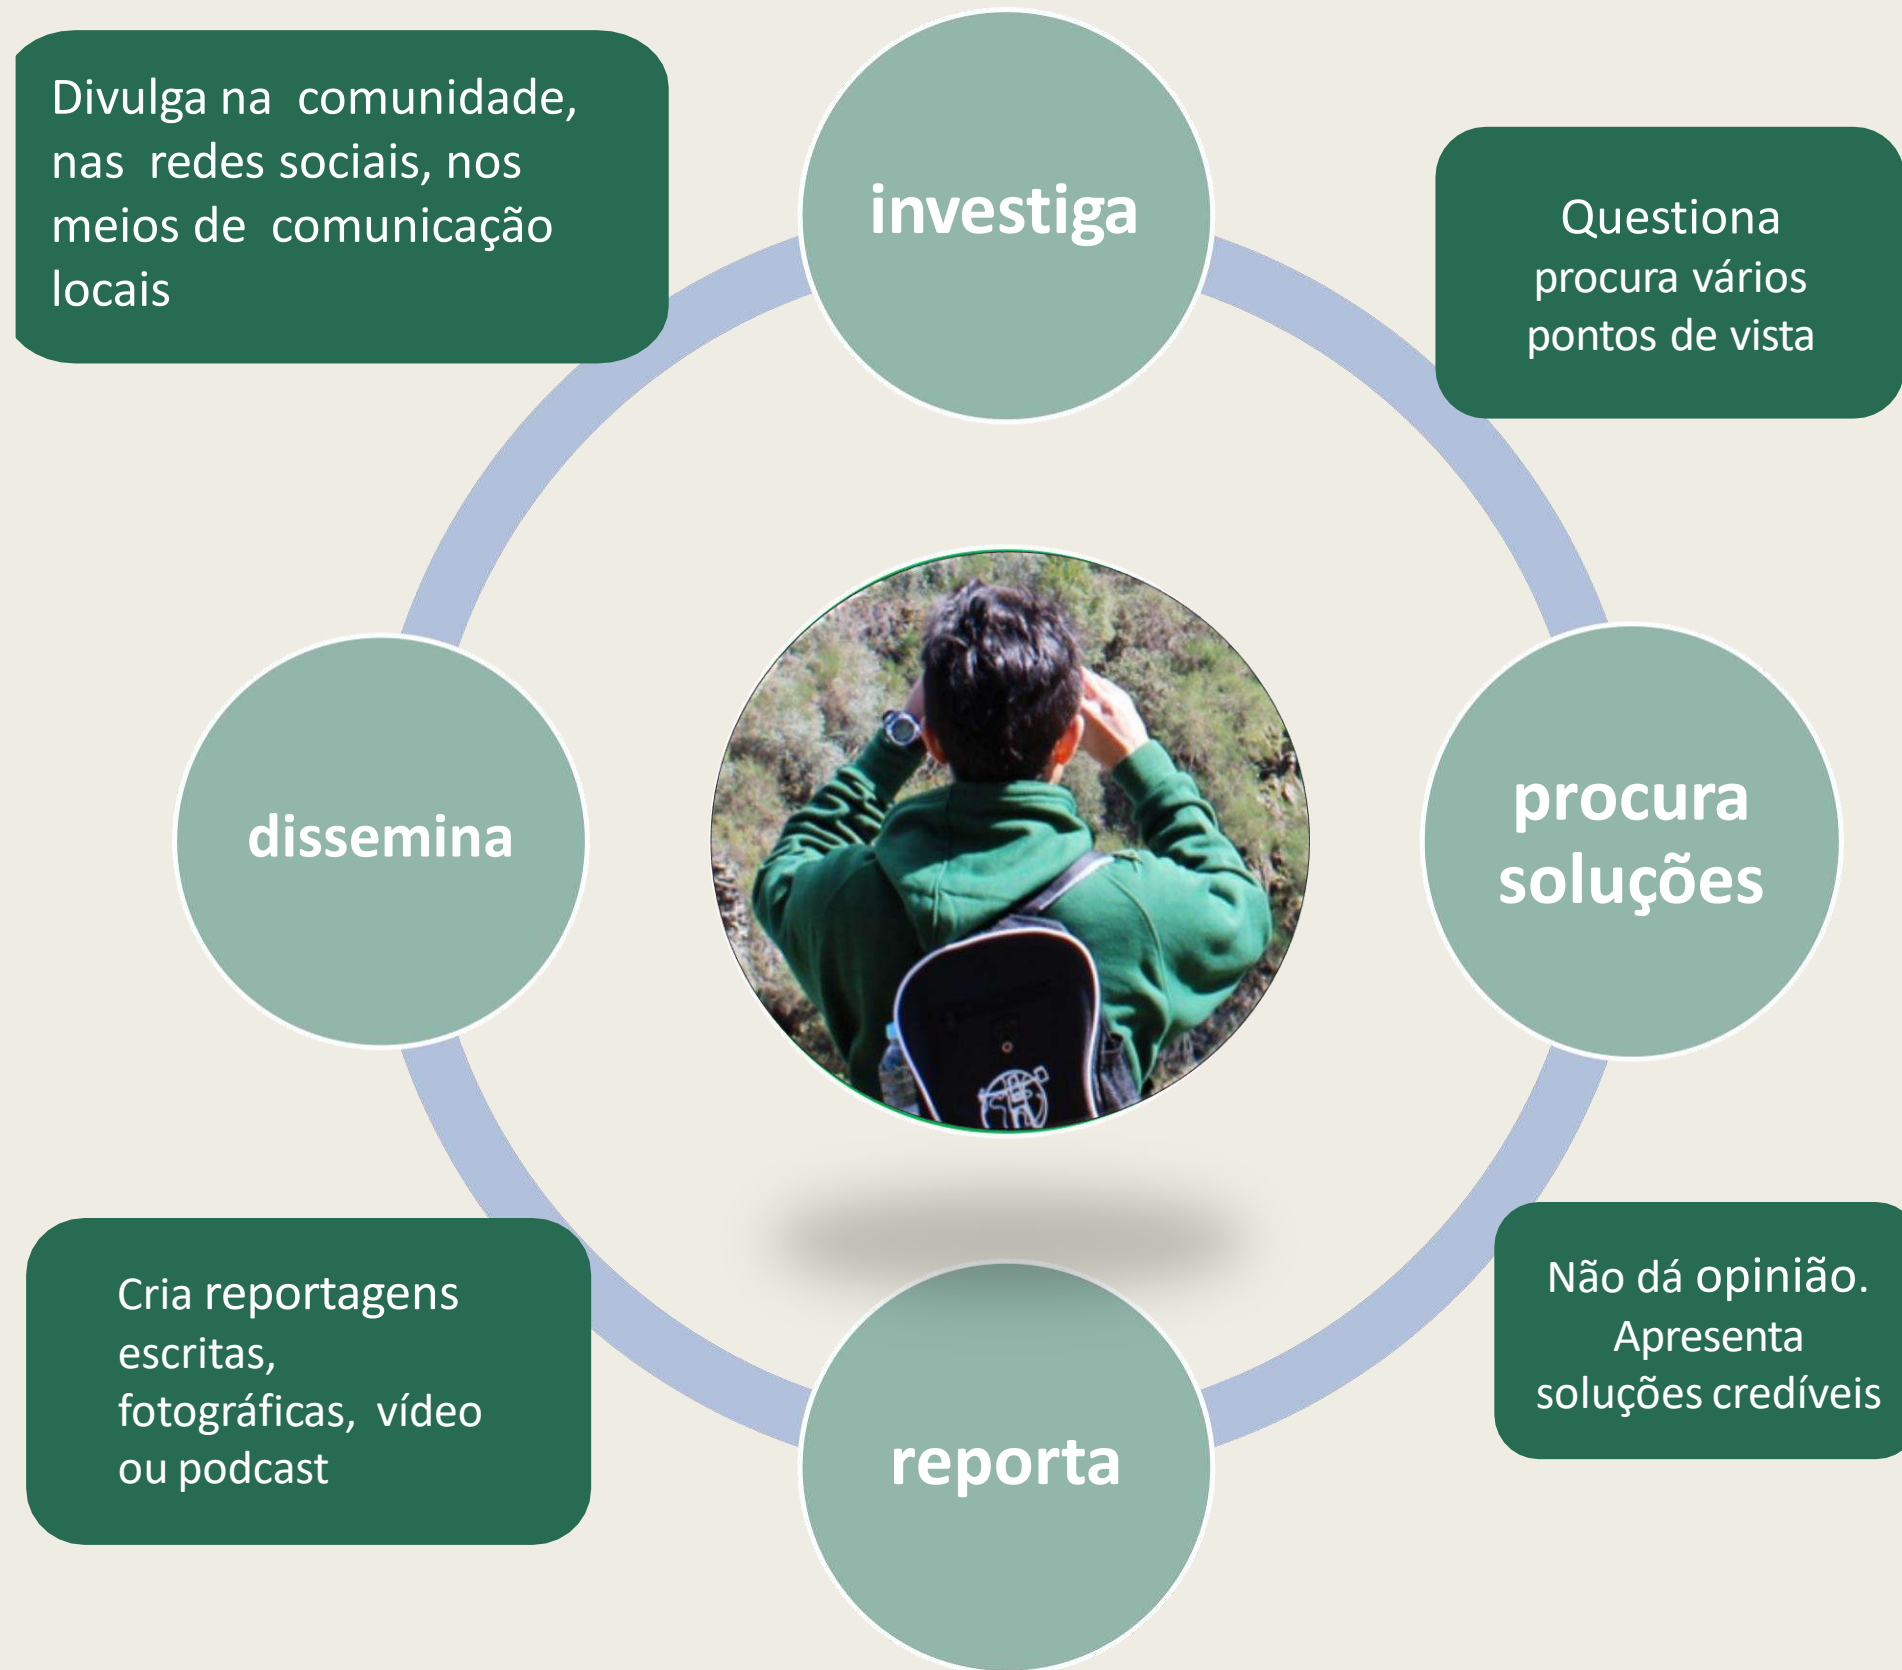 Divulga na comunidade,
nas redes sociais, nos
meios de comunicação
locais
investiga
Questiona
procura vários
pontos de vista
dissemina
procura
soluções
Cria reportagens
escritas,
fotográficas, vídeo
ou podcast
reporta
Não dá opinião.
Apresenta
soluções credíveis